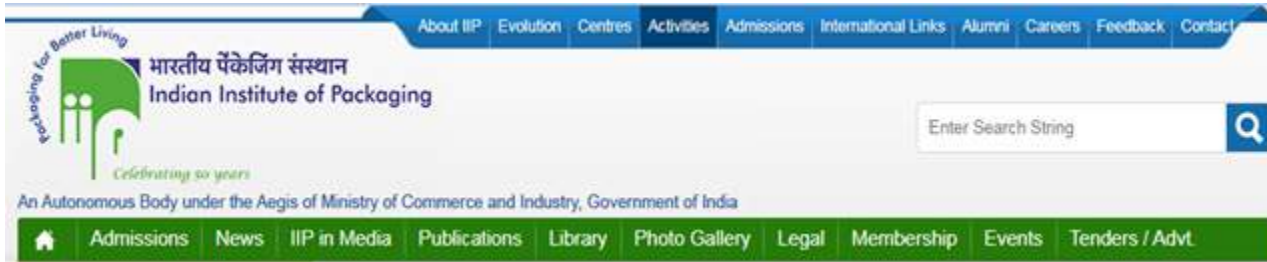 About IIP Evolution Centres Activities Admissions International Links Alumni Careers Feedback Contact
Packaging for Better Living
भारतीय पैकेजिंग संस्थान
Indian Institute of Packaging
iip
Enter Search String
Celebrating 50 years
An Autonomous Body under the Aegis of Ministry of Commerce and Industry, Government of India
Admissions News IIP in Media Publications Library Photo Gallery Legal Membership Events Tenders / Advt.